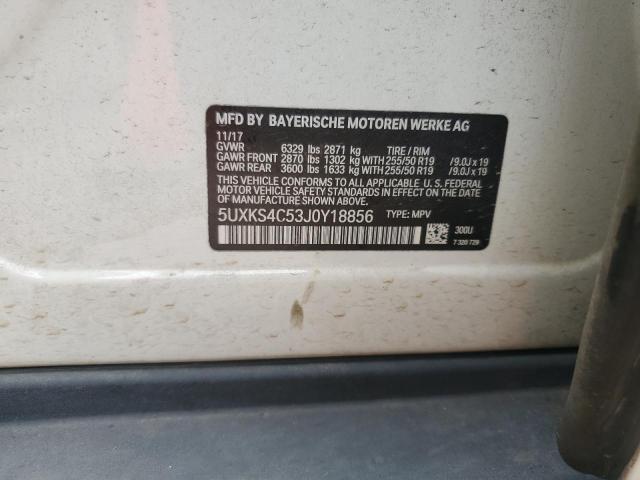 MFD BY BAYERISCHE MOTOREN WERKE AG
11/17
GVWR 6329 lbs 2871 kg TIRE / RIM
GAWR FRONT 2870 lbs 1302 kg WITH 255/50 R19 /9.0J x 19
GAWR REAR 3600 lbs 1633 kg WITH 255/50 R19 /9.0J x 19
THIS VEHICLE CONFORMS TO ALL APPLICABLE U. S. FEDERAL
MOTOR VEHICLE SAFETY STANDARDS IN EFFECT ON THE DATE
OF MANUFACTURE SHOWN ABOVE.
5UXKS4C53J0Y18856 TYPE: MPV
300U
7 320 729